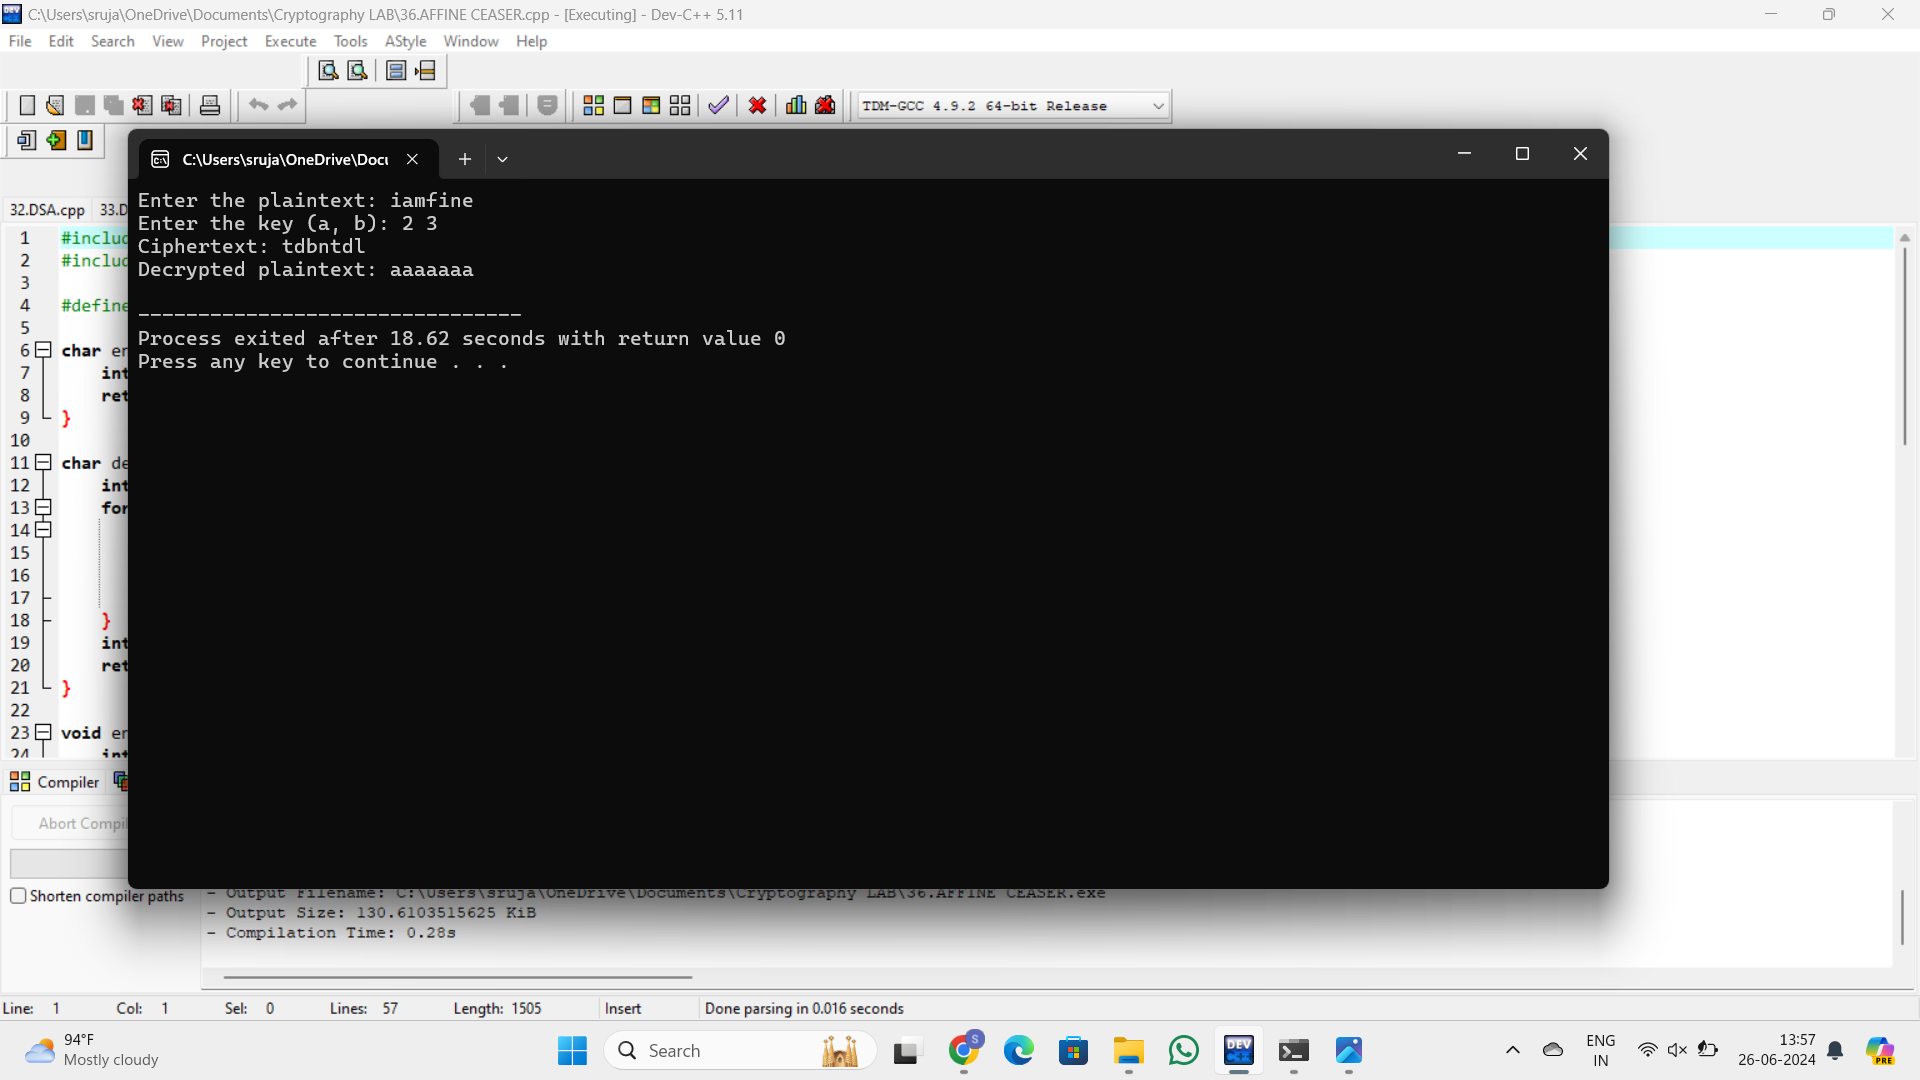 C:\Users\sruja\OneDrive\Documents\Cryptography LAB\36.AFFINE CEASER.cpp - [Executing] - Dev-C++ 5.11
File Edit Search View Project Execute Tools AStyle Window Help
TDM-GCC 4.9.2 64-bit Release
C:\Users\sruja\OneDrive\Docu
32.DSA.cpp 33.D
Enter the plaintext: iamfine
Enter the key (a, b): 2 3
Ciphertext: tdbntdl
Decrypted plaintext: aaaaaaa
--------------------------------
Process exited after 18.62 seconds with return value 0
Press any key to continue . . .
1 #includ
2 #includ
3
4 #define
5
6 char en
7 int
8 ret
9 }
10
11 char de
12 int
13 for
14
15
16
17
18 }
19 int
20 ret
21 }
22
23 void en
24 int
Compiler
Abort Compil
Shorten compiler paths
- Output Filename: C:\Users\sruja\OneDrive\Documents\Cryptography LAB\36.AFFINE CEASER.exe
- Output Size: 130.6103515625 KiB
- Compilation Time: 0.28s
Line: 1 Col: 1 Sel: 0 Lines: 57 Length: 1505 Insert Done parsing in 0.016 seconds
94°F
Mostly cloudy
Search
S
DEV
ENG
IN
13:57
26-06-2024
PRE